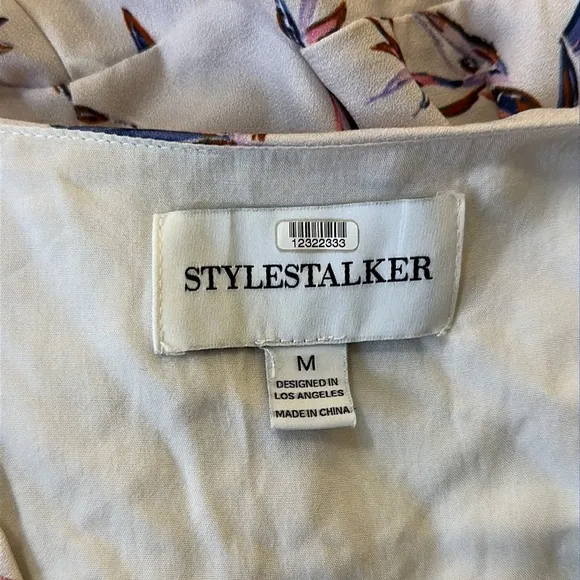 12322333
STYLESTALKER
M
DESIGNED IN
LOS ANGELES
MADE IN CHINA